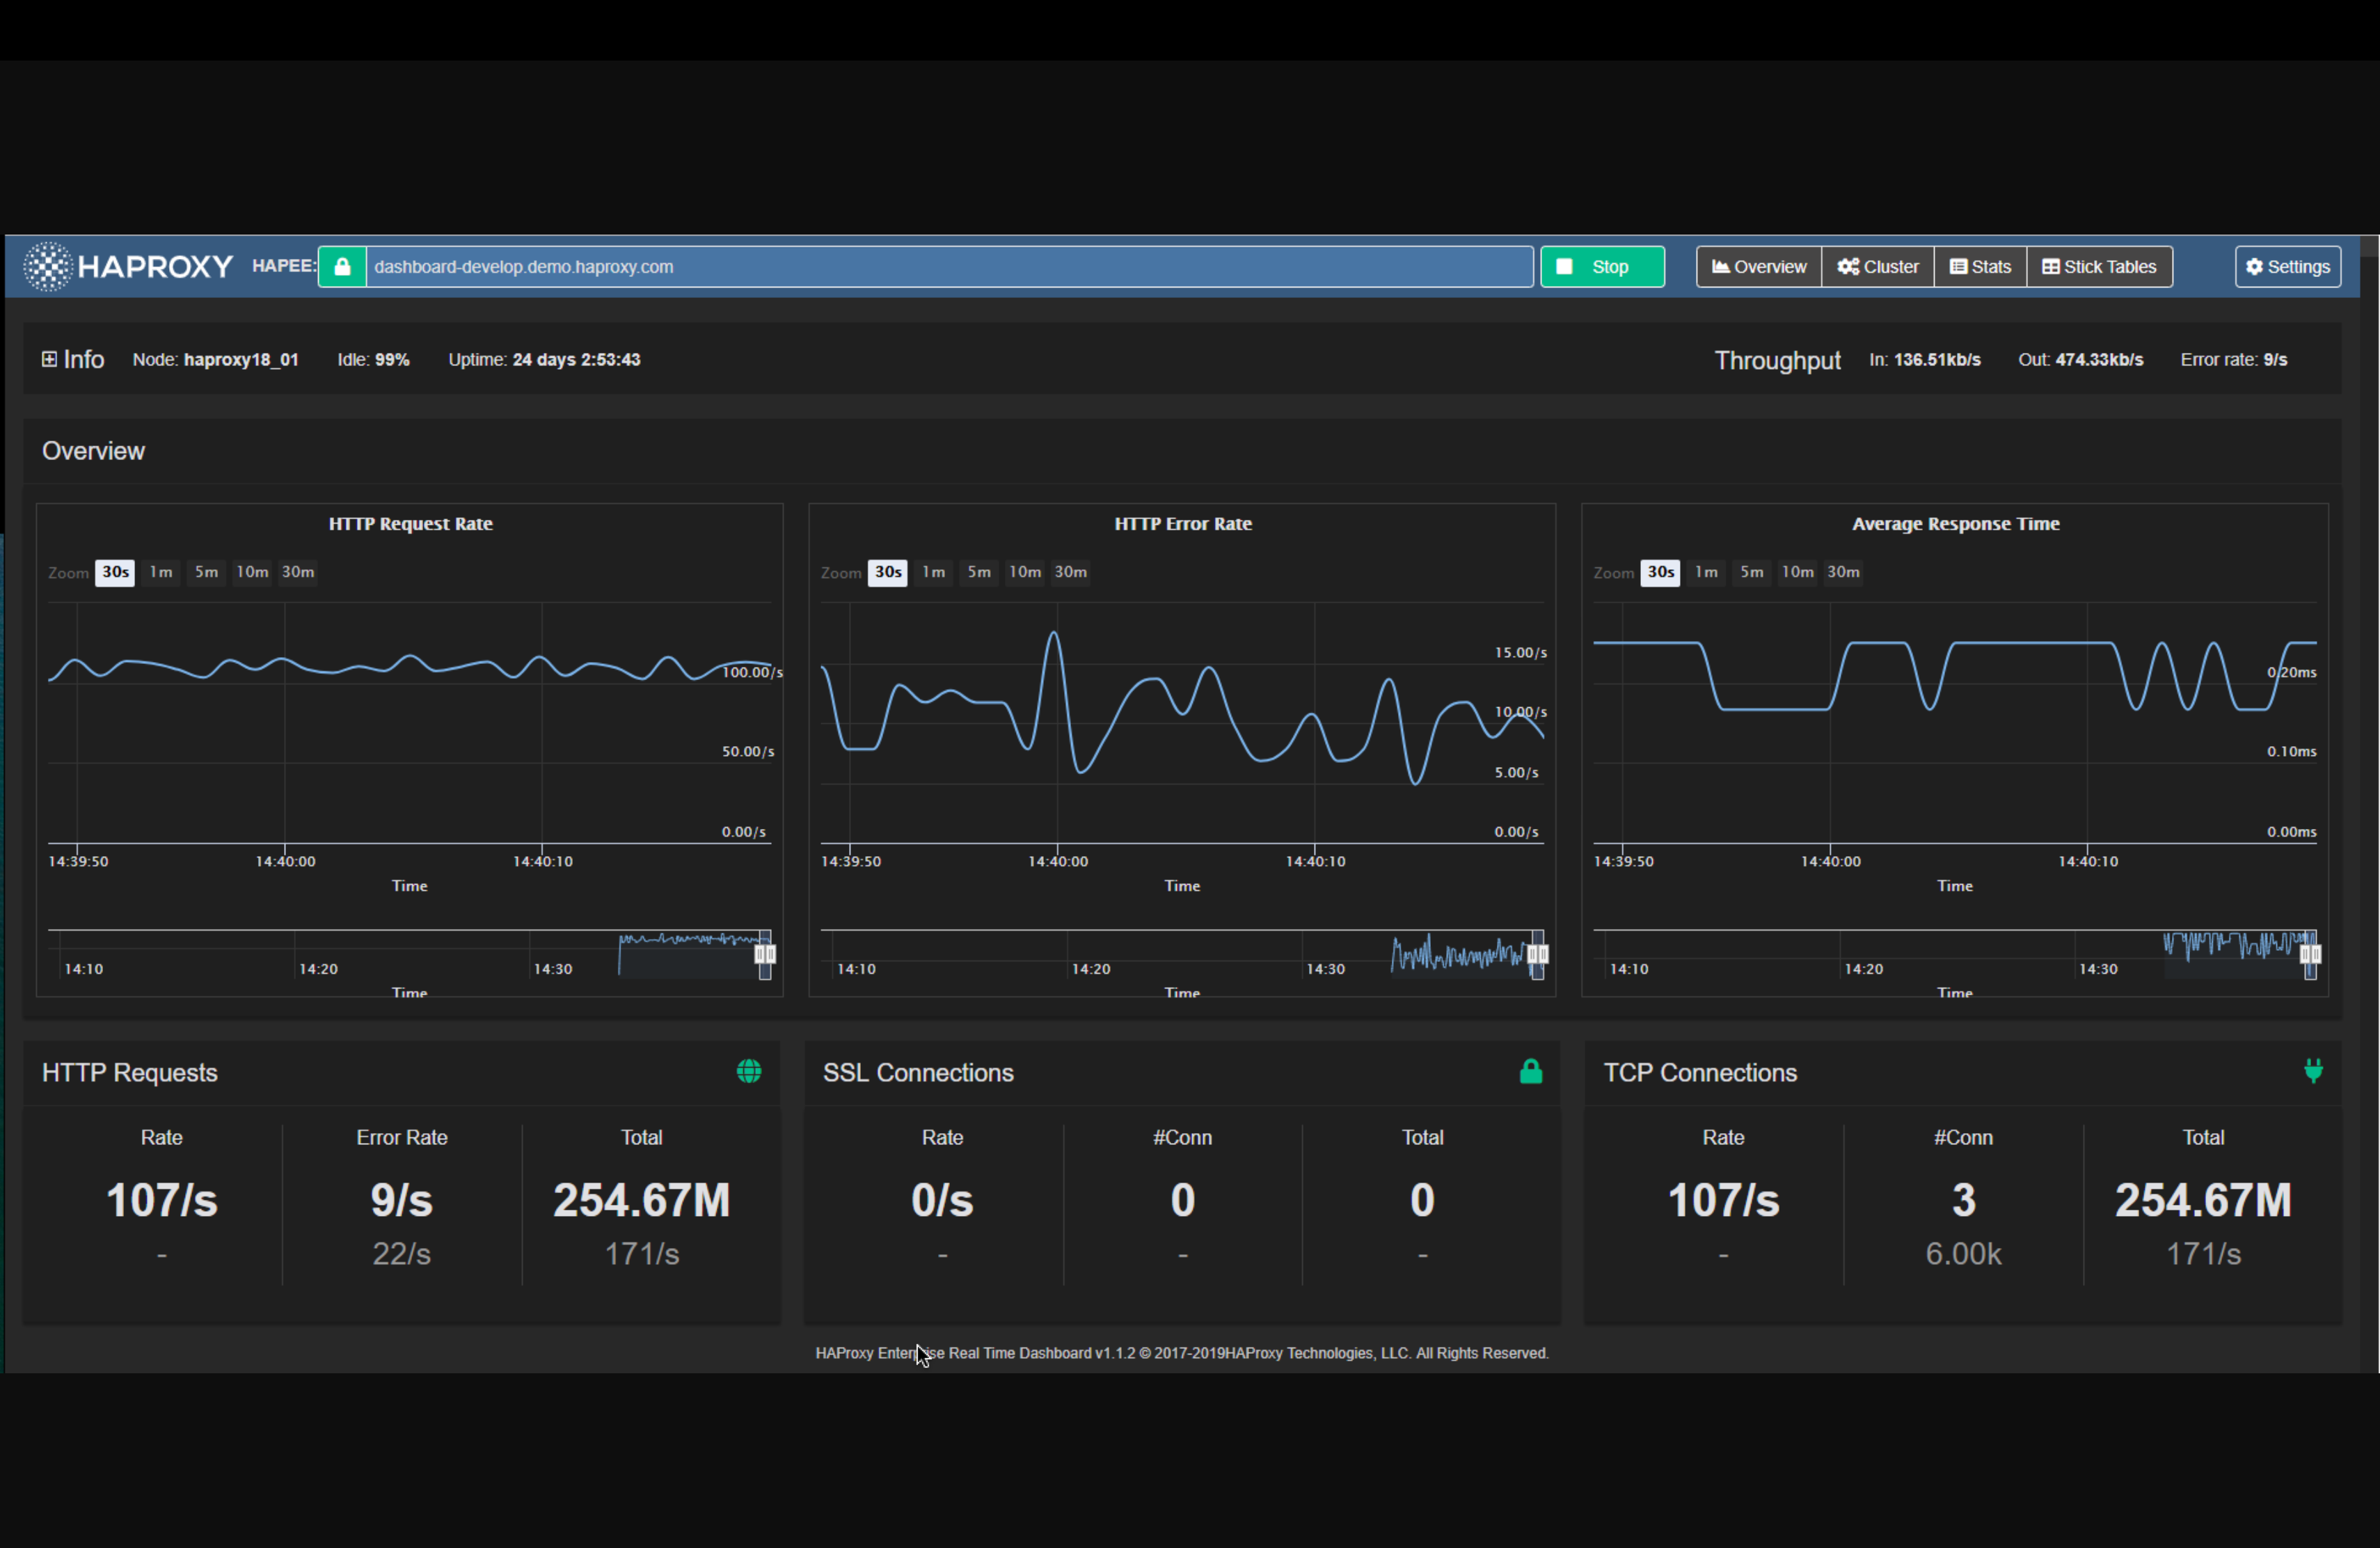 HAPROXY HAPEE: dashboard-develop.demo.haproxy.com Stop Overview Cluster Stats Stick Tables Settings
Info Node: haproxy18_01 Idle: 99% Uptime: 24 days 2:53:43 Throughput In: 136.51kb/s Out: 474.33kb/s Error rate: 9/s
Overview
HTTP Request Rate
Zoom 30s 1m 5m 10m 30m
100.00/s
50.00/s
0.00/s
14:39:50 14:40:00 14:40:10
Time
14:10 14:20 14:30
Time
HTTP Error Rate
Zoom 30s 1m 5m 10m 30m
15.00/s
10.00/s
5.00/s
0.00/s
14:39:50 14:40:00 14:40:10
Time
14:10 14:20 14:30
Time
Average Response Time
Zoom 30s 1m 5m 10m 30m
0.20ms
0.10ms
0.00ms
14:39:50 14:40:00 14:40:10
Time
14:10 14:20 14:30
Time
HTTP Requests
Rate Error Rate Total
107/s 9/s 254.67M
- 22/s 171/s
SSL Connections
Rate #Conn Total
0/s 0 0
- - -
TCP Connections
Rate #Conn Total
107/s 3 254.67M
- 6.00k 171/s
HAProxy Enterprise Real Time Dashboard v1.1.2 © 2017-2019HAProxy Technologies, LLC. All Rights Reserved.